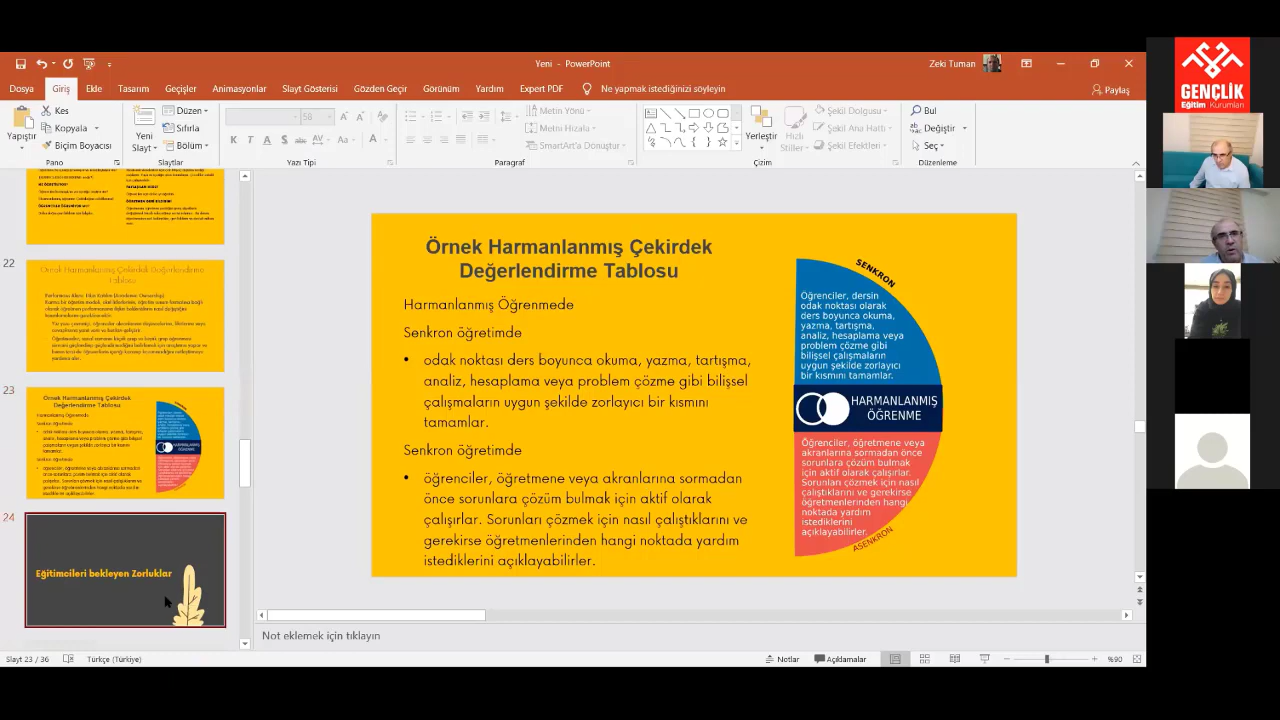 Yeni - PowerPoint
Zeki Tuman
Dosya Giriş Ekle Tasarım Geçişler Animasyonlar Slayt Gösterisi Gözden Geçir Görünüm Yardım Expert PDF Ne yapmak istediğinizi söyleyin
Paylaş
Yapıştır
Kes
Kopyala
Biçim Boyacısı
Pano
Yeni
Slayt
Düzen
Sıfırla
Bölüm
Slaytlar
58
Yazı Tipi
Metin Yönü
Metin Hizala
SmartArt'a Dönüştür
Paragraf
Yerleştir
Hızlı
Stiller
Şekil Dolgusu
Şekil Ana Hattı
Şekil Efektleri
Çizim
Bul
Değiştir
Seç
Düzenleme
22
Örnek Harmanlanmış Çekirdek Değerlendirme
Tablosu
23
Örnek Harmanlanmış Çekirdek
Değerlendirme Tablosu
24
Eğitimcileri bekleyen Zorluklar
Örnek Harmanlanmış Çekirdek
Değerlendirme Tablosu
Harmanlanmış Öğrenmede
Senkron öğretimde
• odak noktası ders boyunca okuma, yazma, tartışma,
analiz, hesaplama veya problem çözme gibi bilişsel
çalışmaların uygun şekilde zorlayıcı bir kısmını
tamamlar.
Senkron öğretimde
• öğrenciler, öğretmene veya akranlarına sormadan
önce sorunlara çözüm bulmak için aktif olarak
çalışırlar. Sorunları çözmek için nasıl çalıştıklarını ve
gerekirse öğretmenlerinden hangi noktada yardım
istediklerini açıklayabilirler.
SENKRON
Öğrenciler, dersin
odak noktası olarak
ders boyunca okuma,
yazma, tartışma,
analiz, hesaplama veya
problem çözme gibi
bilişsel çalışmaların
uygun şekilde zorlayıcı
bir kısmını tamamlar.
HARMANLANMIŞ
ÖĞRENME
Öğrenciler, öğretmene veya
akranlarına sormadan önce
sorunlara çözüm bulmak
için aktif olarak çalışırlar.
Sorunları çözmek için nasıl
çalıştıklarını ve gerekirse
öğretmenlerinden hangi
noktada yardım
istediklerini
açıklayabilirler.
ASENKRON
Not eklemek için tıklayın
Slayt 23 / 36 Türkçe (Türkiye)
Notlar Açıklamalar %90
GENÇLİK
Eğitim Kurumları